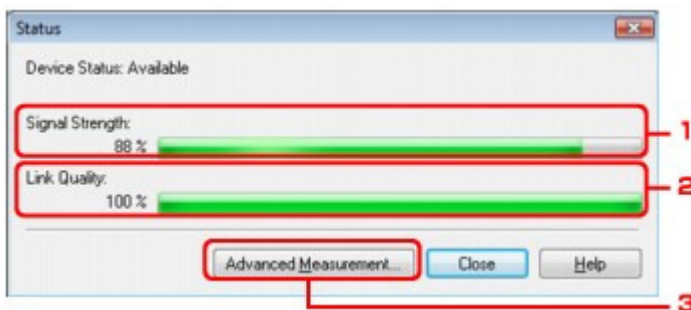 Status
Device Status: Available
Signal Strength:
88 %
1
Link Quality:
100 %
2
Advanced Measurement... Close Help
3